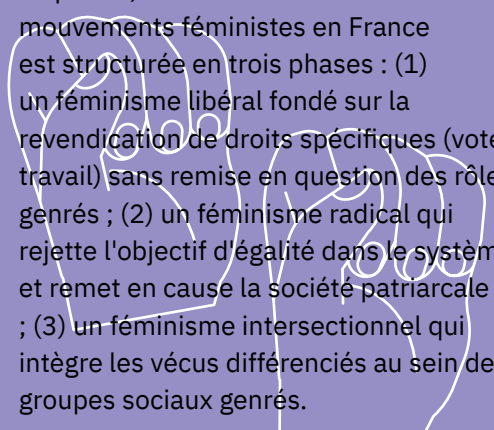 mouvements féministes en France
est structurée en trois phases : (1)
un féminisme libéral fondé sur la
revendication de droits spécifiques (vote
travail) sans remise en question des rôle
genrés ; (2) un féminisme radical qui
rejette l'objectif d'égalité dans le systèm
et remet en cause la société patriarcale
; (3) un féminisme intersectionnel qui
intègre les vécus différenciés au sein de
groupes sociaux genrés.